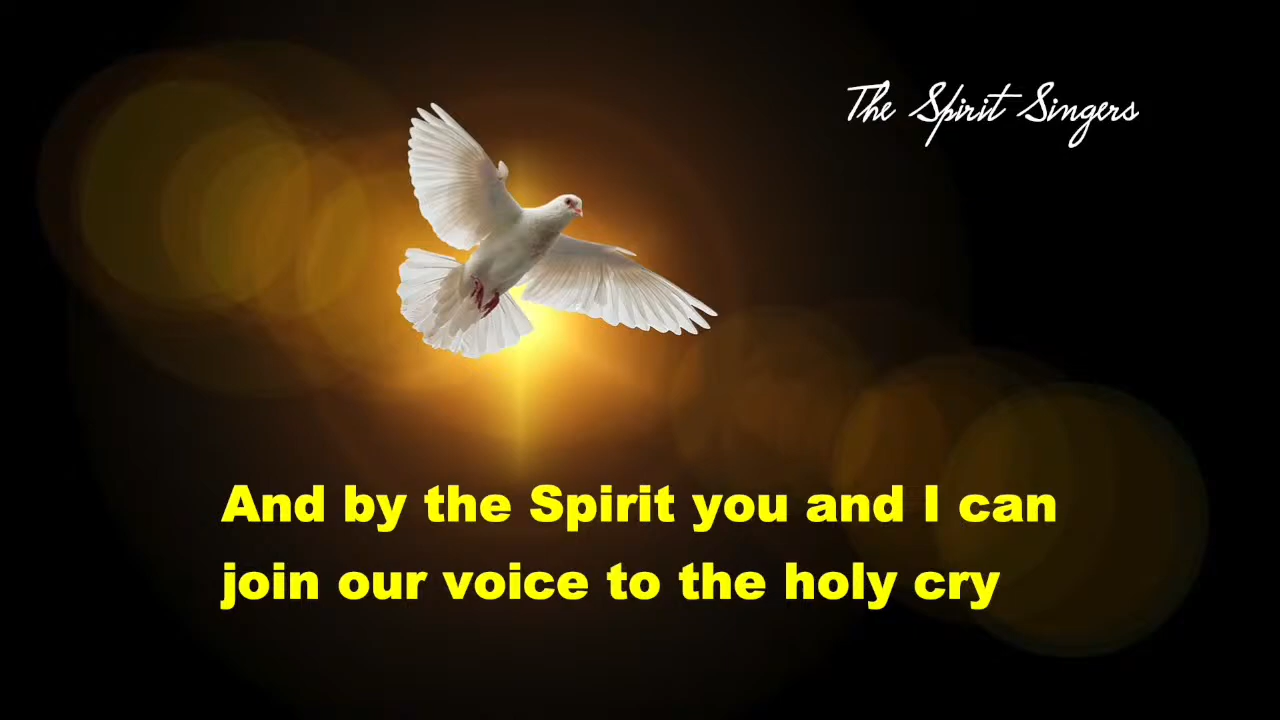 The Spirit Singers
And by the Spirit you and I can
join our voice to the holy cry